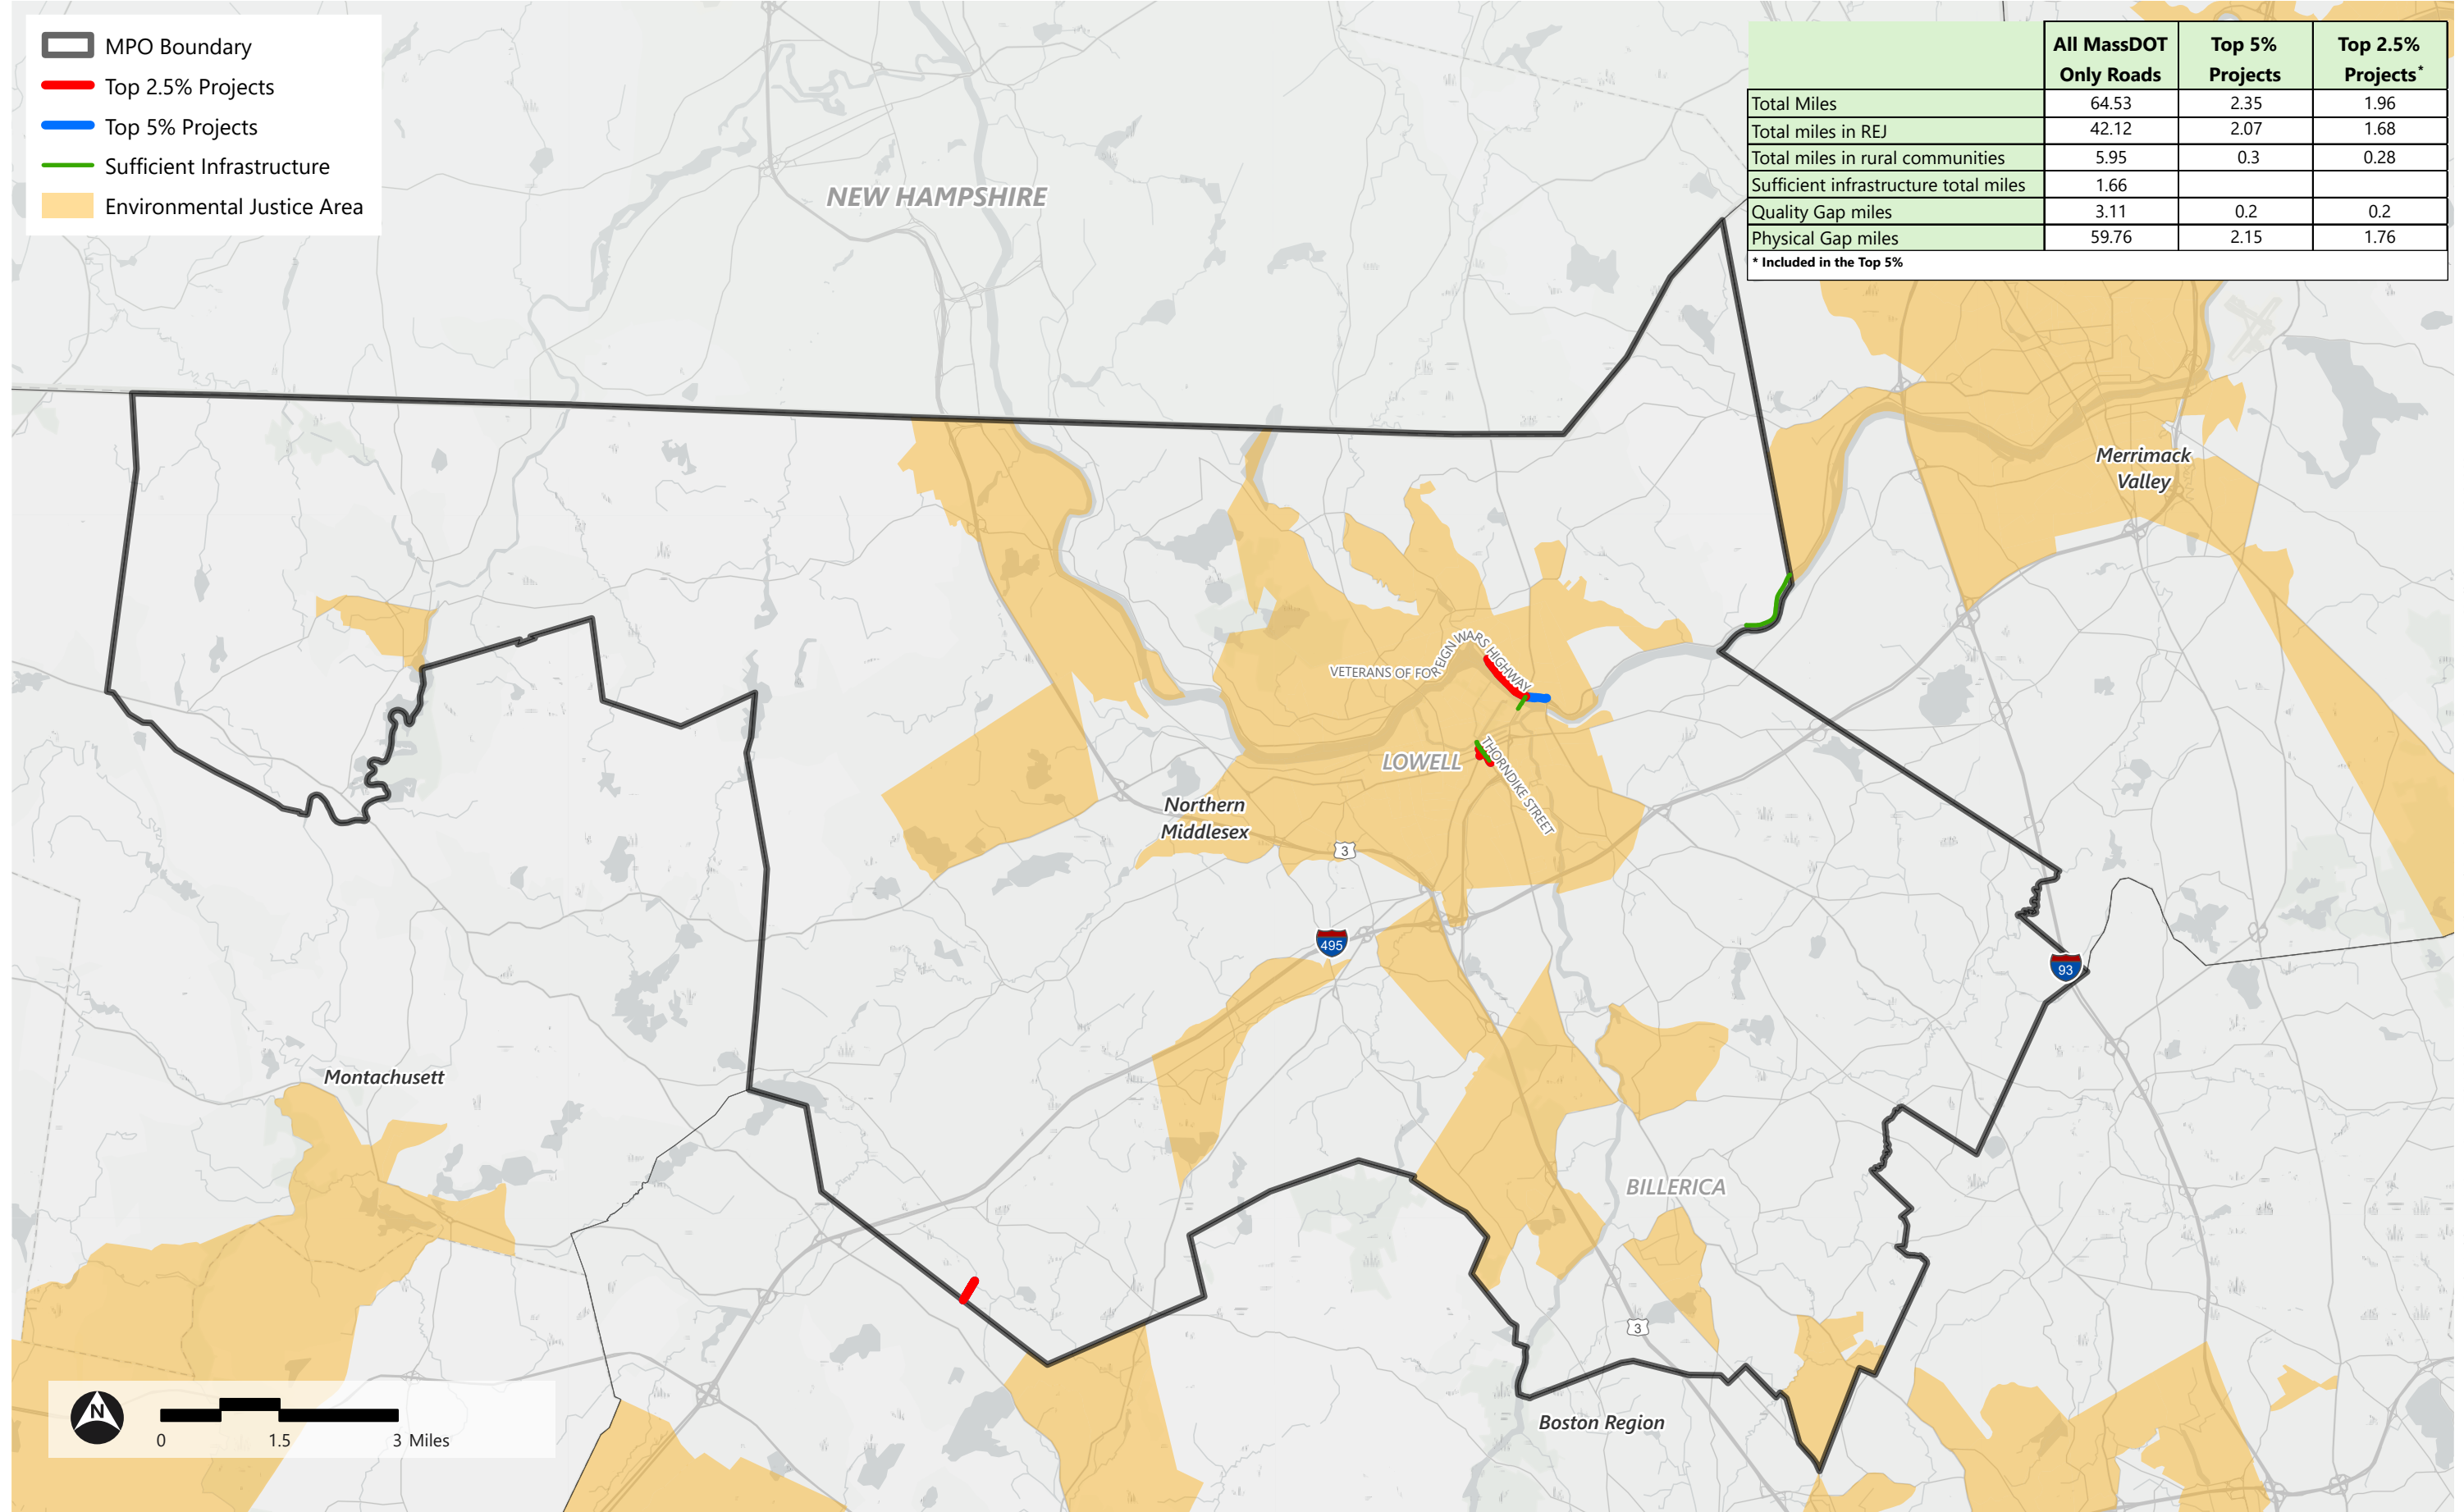 MPO Boundary
Top 2.5% Projects
Top 5% Projects
Sufficient Infrastructure
Environmental Justice Area
All MassDOT Only Roads Top 5% Projects Top 2.5% Projects*
Total Miles 64.53 2.35 1.96
Total miles in REJ 42.12 2.07 1.68
Total miles in rural communities 5.95 0.3 0.28
Sufficient infrastructure total miles 1.66
Quality Gap miles 3.11 0.2 0.2
Physical Gap miles 59.76 2.15 1.76
* Included in the Top 5%
NEW HAMPSHIRE
Merrimack
Valley
VETERANS OF FOREIGN WARS HIGHWAY
LOWELL
THORNDIKE STREET
Northern
Middlesex
3
495
93
Montachusett
BILLERICA
3
Boston Region
N
0 1.5 3 Miles